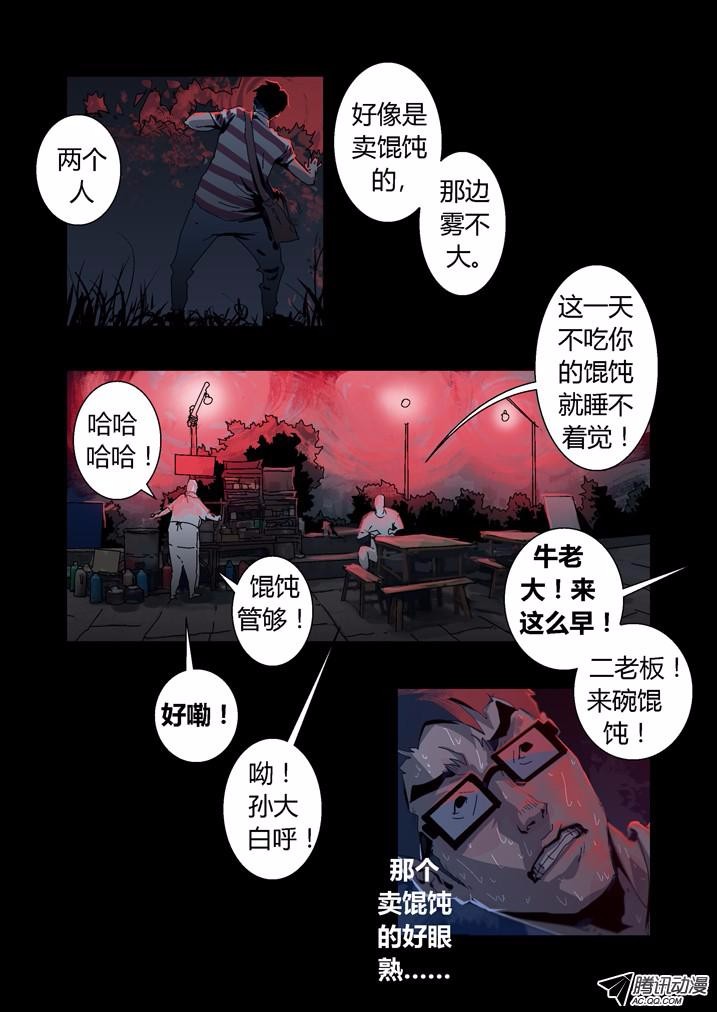 两个
人
好像是
卖馄饨
的，
那边
雾不
大。
这一天
不吃你
的馄饨
就睡不
着觉！
哈哈
哈哈！
馄饨
管够！
牛老
大！来
这么早！
二老板！
来碗馄
饨！
好嘞！
呦！
孙大
白呼！
那个
卖馄饨
的好眼
熟……
腾讯动漫
AC.QQ.COM